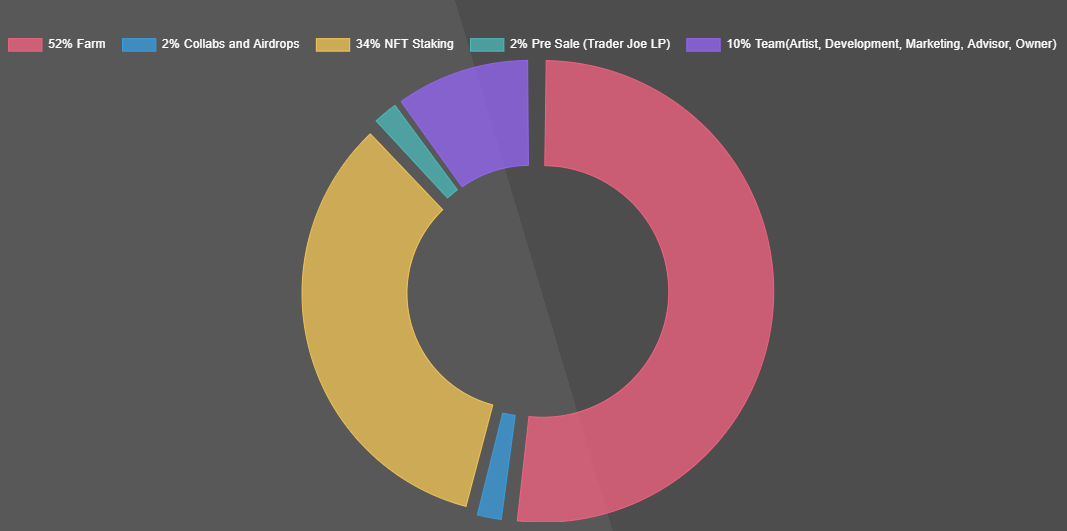 52% Farm 2% Collabs and Airdrops 34% NFT Staking 2% Pre Sale (Trader Joe LP) 10% Team(Artist, Development, Marketing, Advisor, Owner)